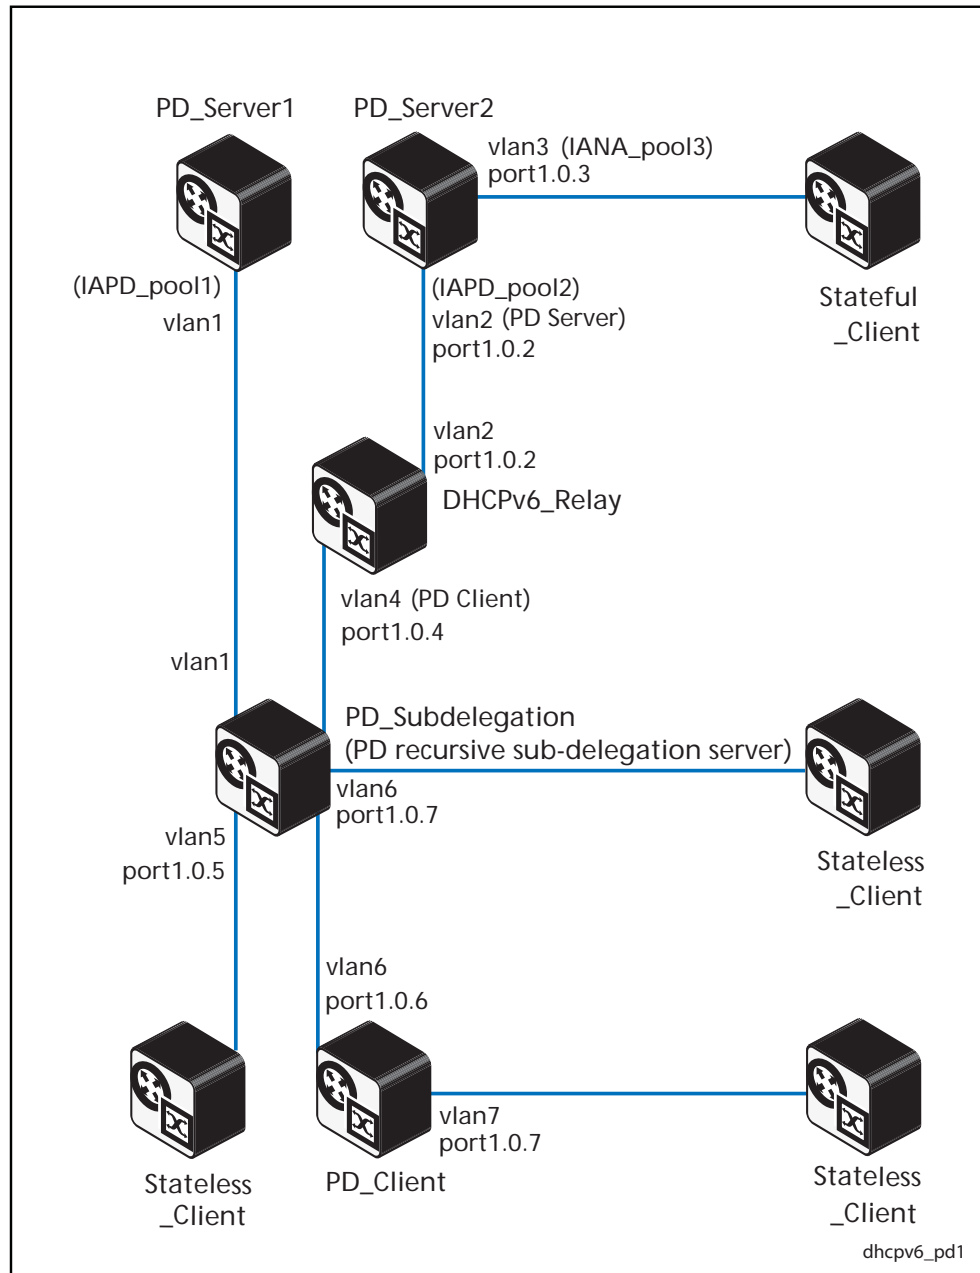 PD_Server1
PD_Server2
vlan3 (IANA_pool3)
port1.0.3
(IAPD_pool1)
vlan1
(IAPD_pool2)
vlan2 (PD Server)
port1.0.2
Stateful
_Client
vlan2
port1.0.2
DHCPv6_Relay
vlan4 (PD Client)
port1.0.4
vlan1
PD_Subdelegation
(PD recursive sub-delegation server)
vlan6
port1.0.7
vlan5
port1.0.5
Stateless
_Client
vlan6
port1.0.6
vlan7
port1.0.7
Stateless
_Client
PD_Client
Stateless
_Client
dhcpv6_pd1